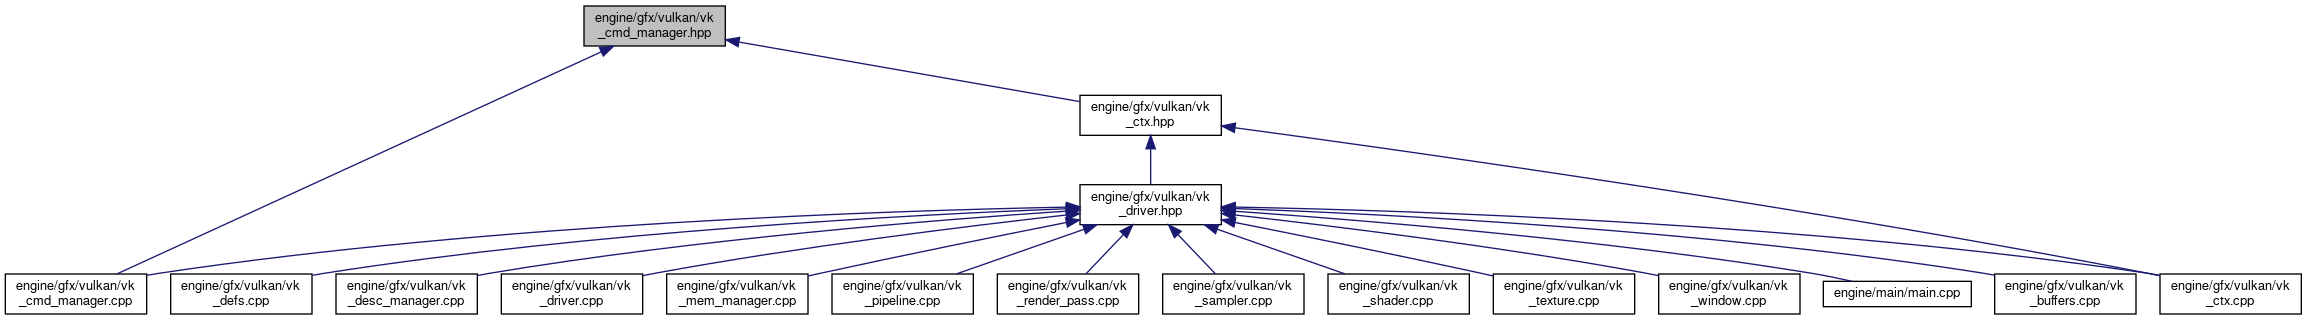 engine/gfx/vulkan/vk
_cmd_manager.hpp
engine/gfx/vulkan/vk
_ctx.hpp
engine/gfx/vulkan/vk
_driver.hpp
engine/gfx/vulkan/vk
_cmd_manager.cpp
engine/gfx/vulkan/vk
_defs.cpp
engine/gfx/vulkan/vk
_desc_manager.cpp
engine/gfx/vulkan/vk
_driver.cpp
engine/gfx/vulkan/vk
_mem_manager.cpp
engine/gfx/vulkan/vk
_pipeline.cpp
engine/gfx/vulkan/vk
_render_pass.cpp
engine/gfx/vulkan/vk
_sampler.cpp
engine/gfx/vulkan/vk
_shader.cpp
engine/gfx/vulkan/vk
_texture.cpp
engine/gfx/vulkan/vk
_window.cpp
engine/main/main.cpp
engine/gfx/vulkan/vk
_buffers.cpp
engine/gfx/vulkan/vk
_ctx.cpp